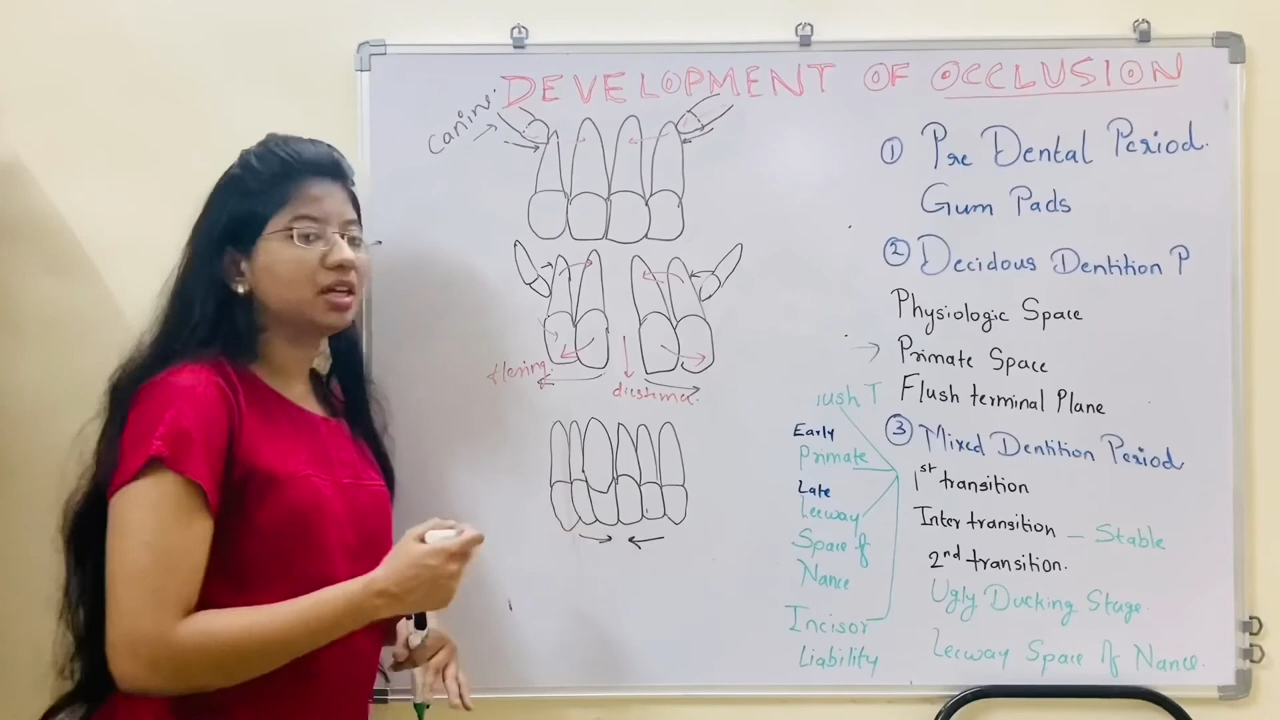 DEVELOPMENT OF OCCLUSION
Canine
① Pre Dental Period.
Gum Pads
② Decidous Dentition P
Physiologic Space
→ Primate Space
Flush terminal Plane
③ Mixed Dentition Period
1st transition
Inter transition — Stable
2nd transition.
Ugly Ducking Stage.
Leeway Space of Nance.
flering
diastema.
lush T
Early
Primate
Late
Leeway
Space of
Nance
Incisor
Liability